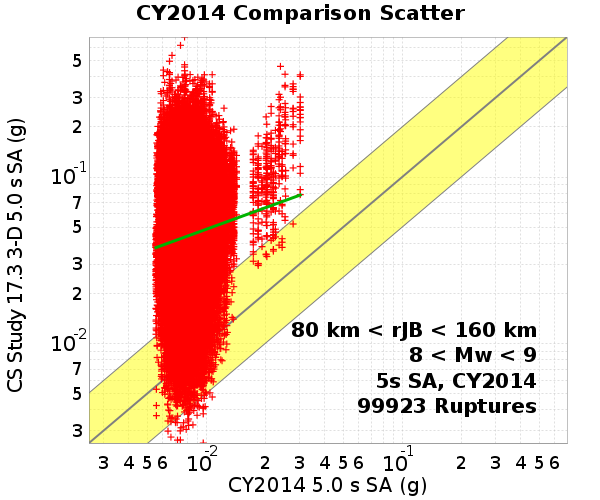 CY2014 Comparison Scatter
CS Study 17.3 3-D 5.0 s SA (g)
5
3
2
10-1
7
5
3
2
10-2
7
5
3
80 km < rJB < 160 km
8 < Mw < 9
5s SA, CY2014
99923 Ruptures
3 4 5 6 10-2 2 3 4 5 6 10-1 2 3 4 5 6
CY2014 5.0 s SA (g)